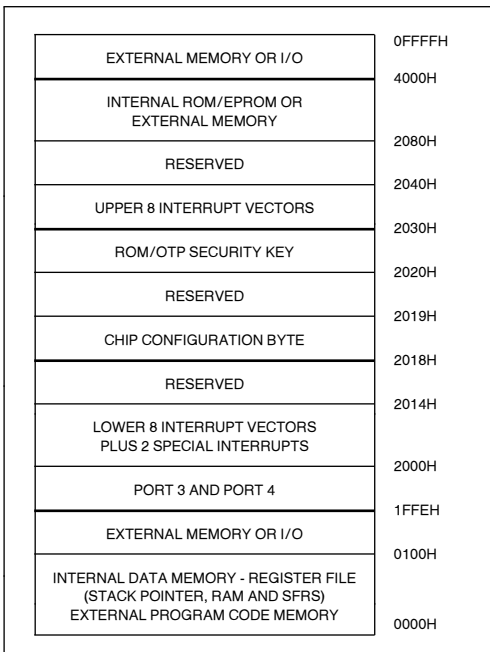 0FFFFH
EXTERNAL MEMORY OR I/O
4000H
INTERNAL ROM/EPROM OR
EXTERNAL MEMORY
2080H
RESERVED
2040H
UPPER 8 INTERRUPT VECTORS
2030H
ROM/OTP SECURITY KEY
2020H
RESERVED
2019H
CHIP CONFIGURATION BYTE
2018H
RESERVED
2014H
LOWER 8 INTERRUPT VECTORS
PLUS 2 SPECIAL INTERRUPTS
2000H
PORT 3 AND PORT 4
1FFEH
EXTERNAL MEMORY OR I/O
0100H
INTERNAL DATA MEMORY - REGISTER FILE
(STACK POINTER, RAM AND SFRS)
EXTERNAL PROGRAM CODE MEMORY
0000H